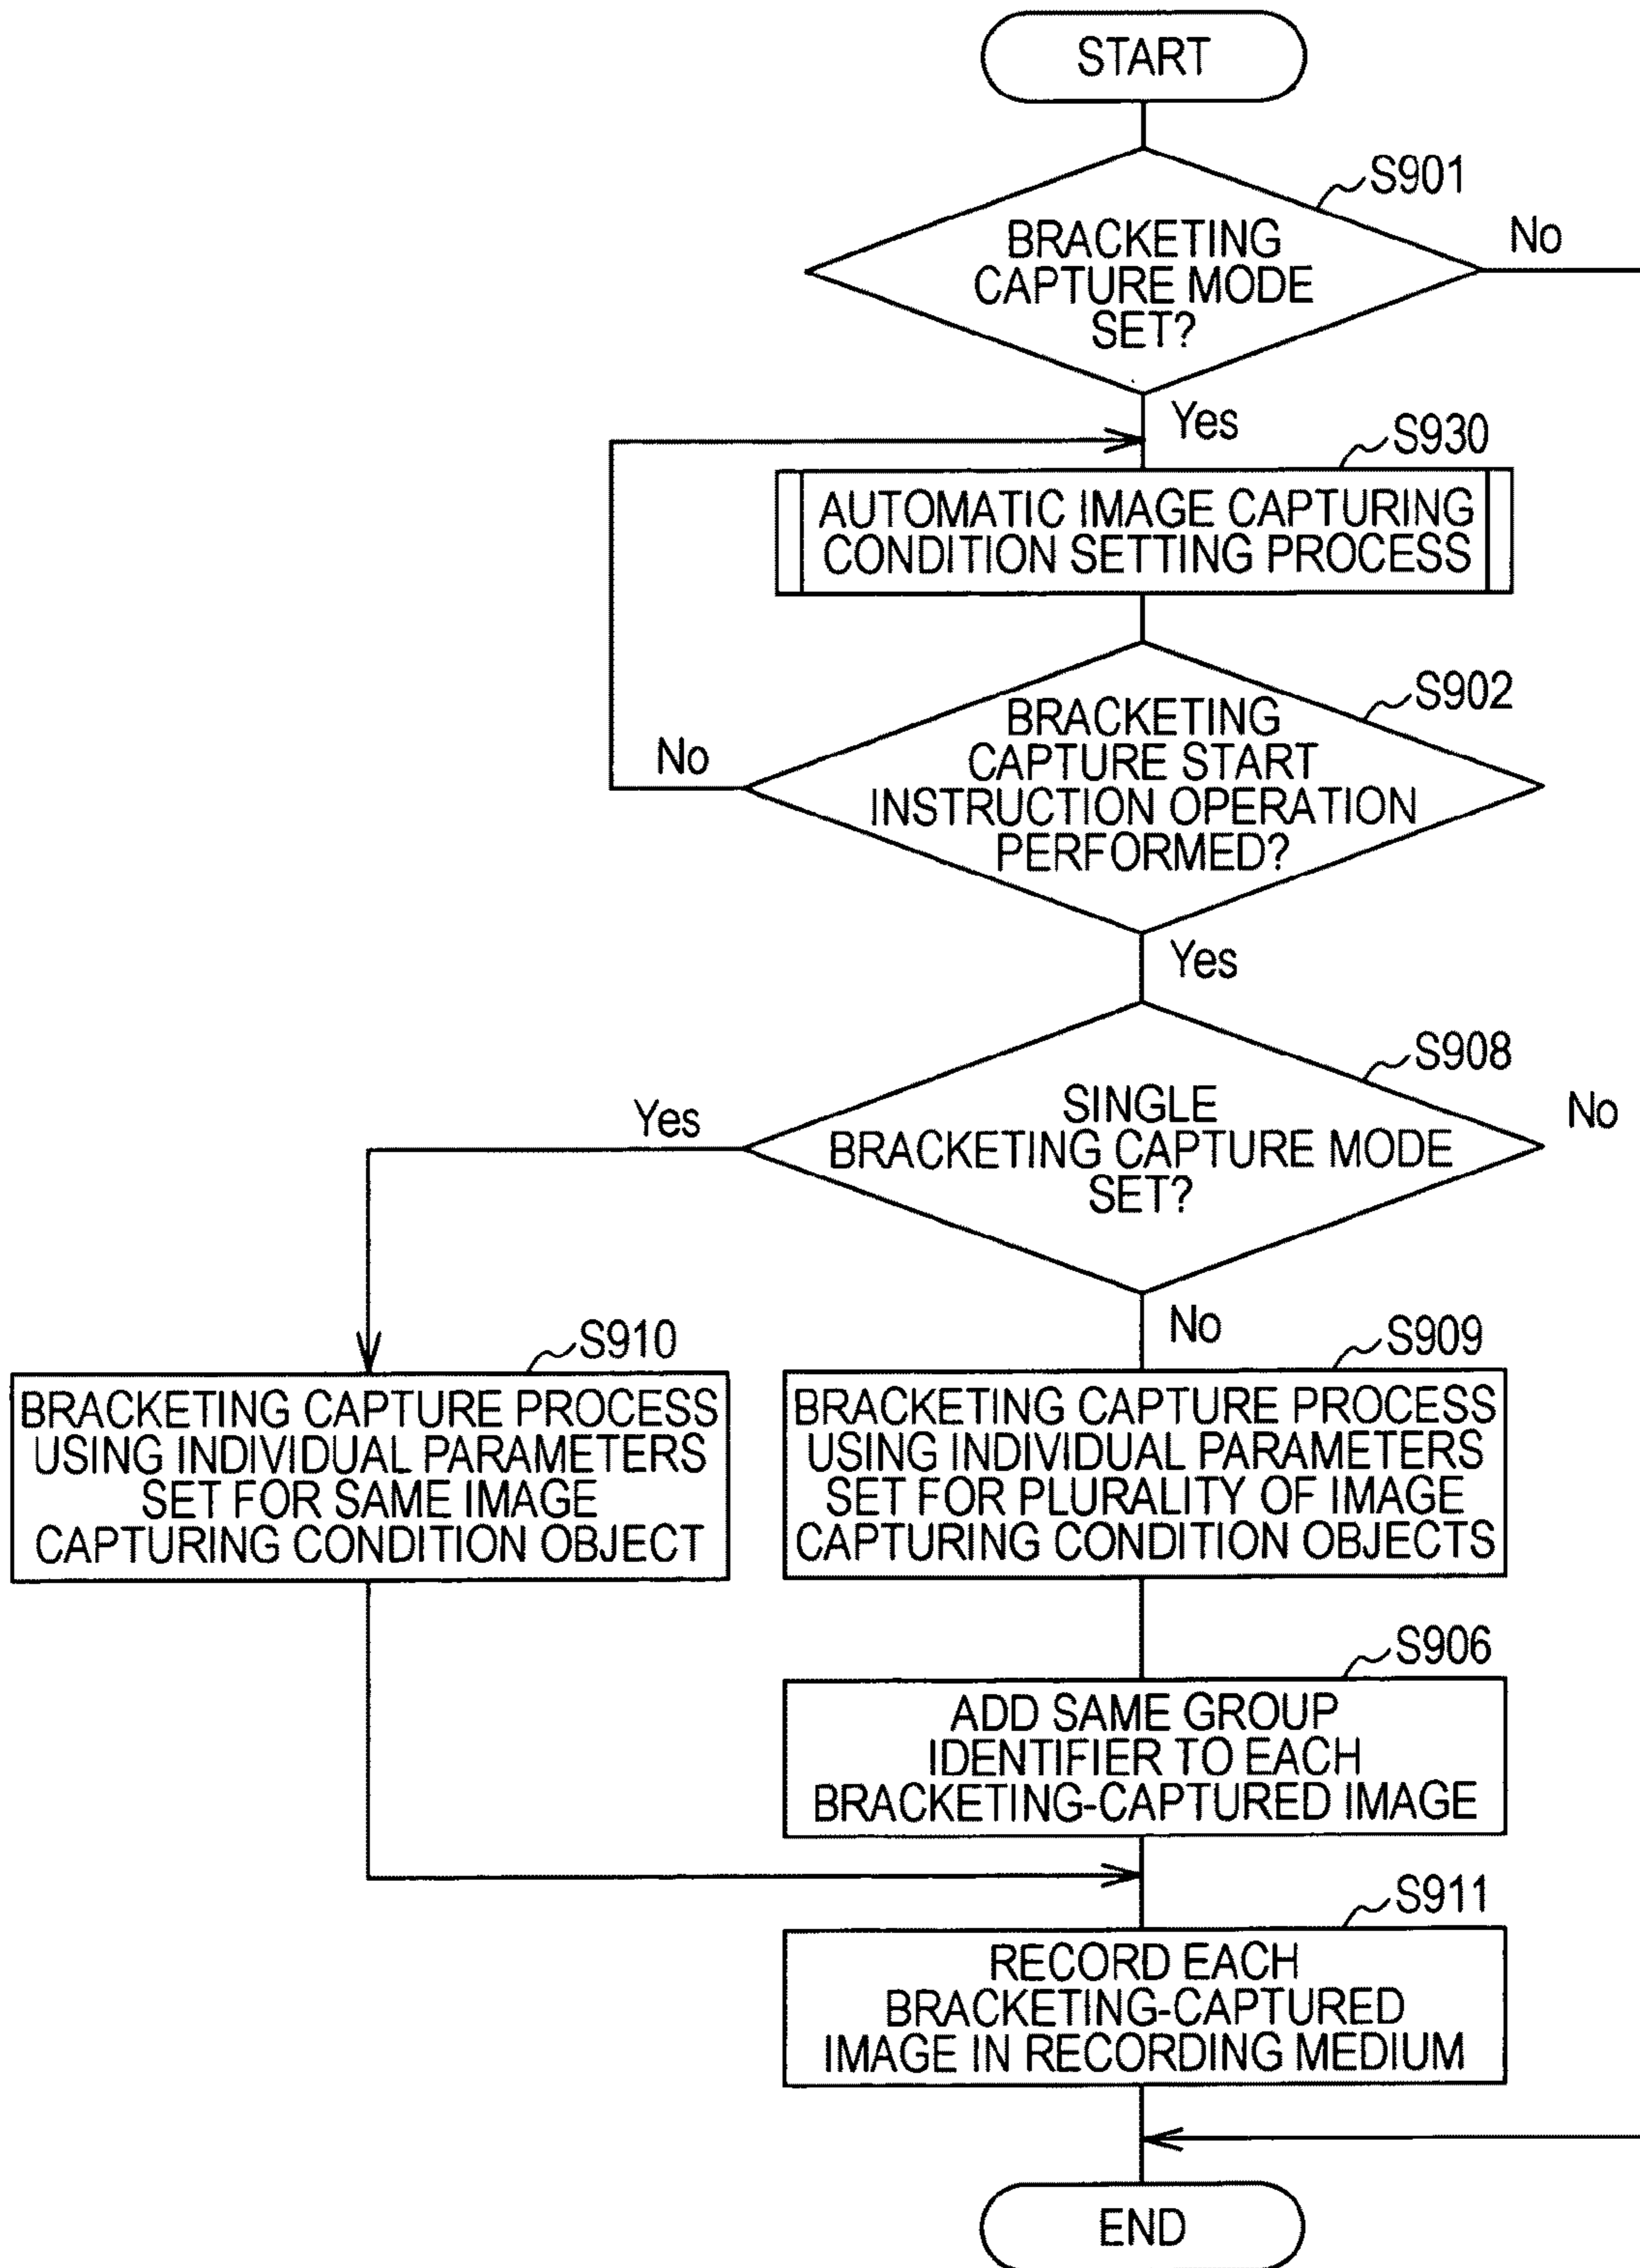 START
S901
BRACKETING
CAPTURE MODE
SET?
No
Yes
S930
AUTOMATIC IMAGE CAPTURING
CONDITION SETTING PROCESS
S902
BRACKETING
CAPTURE START
INSTRUCTION OPERATION
PERFORMED?
No
Yes
S908
SINGLE
BRACKETING CAPTURE MODE
SET?
Yes
No
No
S910
BRACKETING CAPTURE PROCESS
USING INDIVIDUAL PARAMETERS
SET FOR SAME IMAGE
CAPTURING CONDITION OBJECT
S909
BRACKETING CAPTURE PROCESS
USING INDIVIDUAL PARAMETERS
SET FOR PLURALITY OF IMAGE
CAPTURING CONDITION OBJECTS
S906
ADD SAME GROUP
IDENTIFIER TO EACH
BRACKETING-CAPTURED IMAGE
S911
RECORD EACH
BRACKETING-CAPTURED
IMAGE IN RECORDING MEDIUM
END